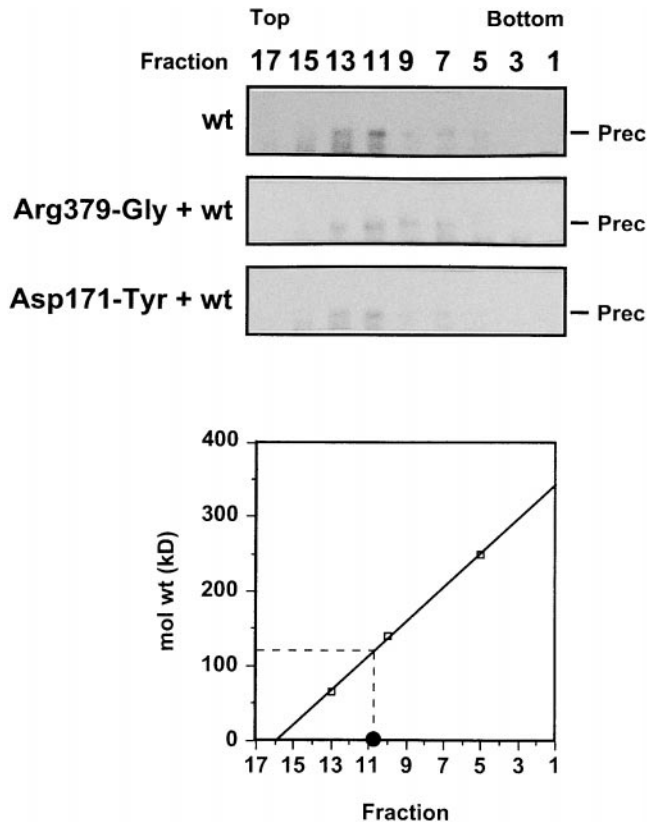 Top Bottom
Fraction 17 15 13 11 9 7 5 3 1
wt
Prec
Arg379-Gly + wt
Prec
Asp171-Tyr + wt
Prec
400
300
200
100
0
mol wt (kD)
17 15 13 11 9 7 5 3 1
Fraction